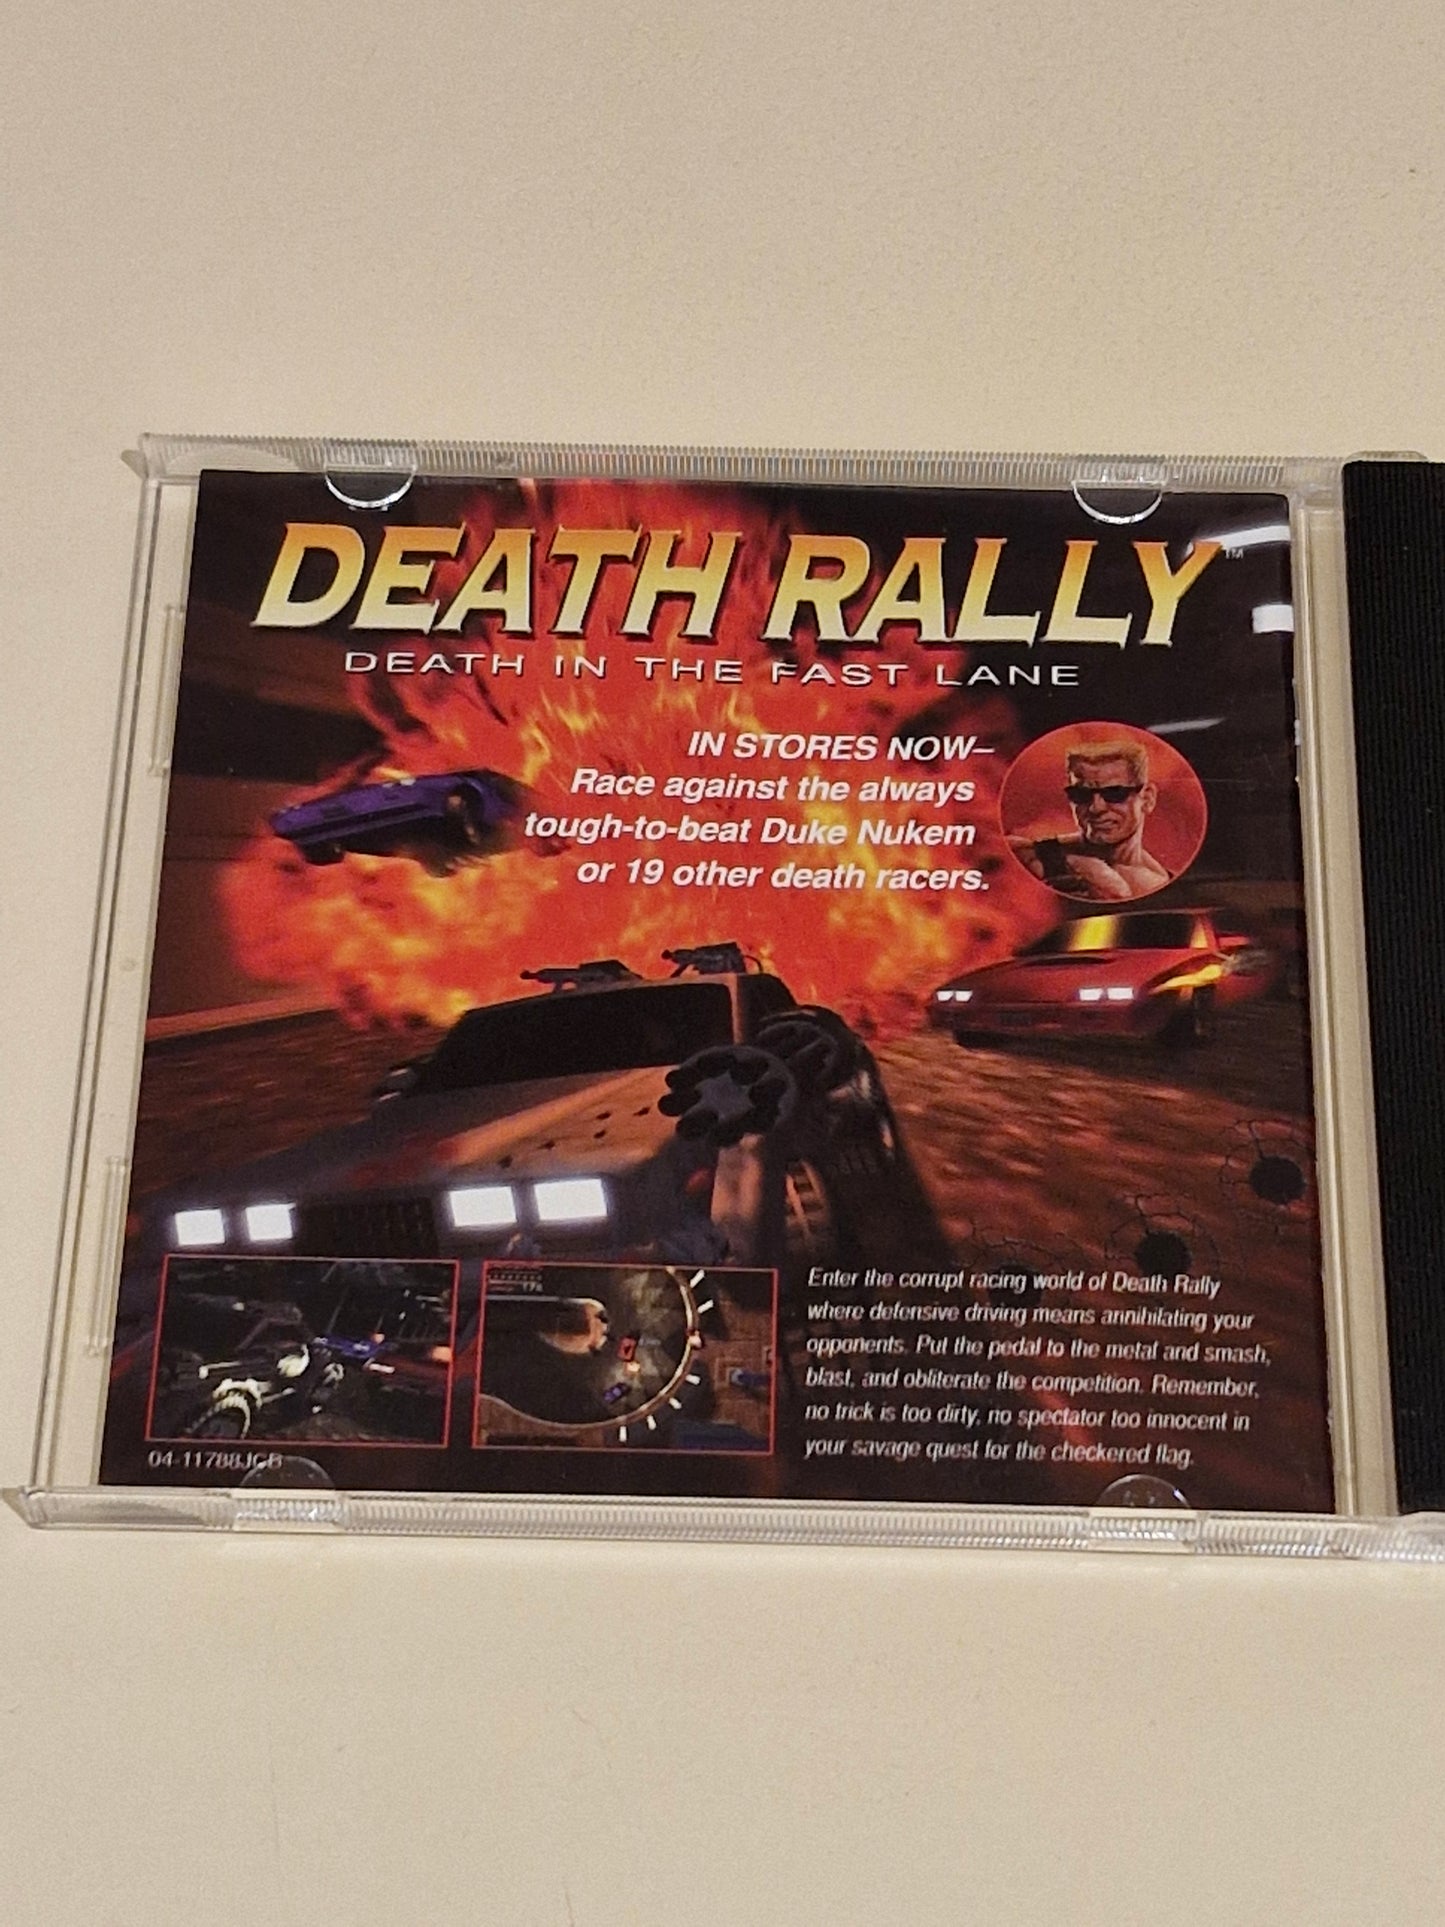 DEATH RALLY™
DEATH IN THE FAST LANE
IN STORES NOW–
Race against the always
tough-to-beat Duke Nukem
or 19 other death racers.
Enter the corrupt racing world of Death Rally
where defensive driving means annihilating your
opponents. Put the pedal to the metal and smash,
blast, and obliterate the competition. Remember,
no trick is too dirty, no spectator too innocent in
your savage quest for the checkered flag.
04-11788JCB